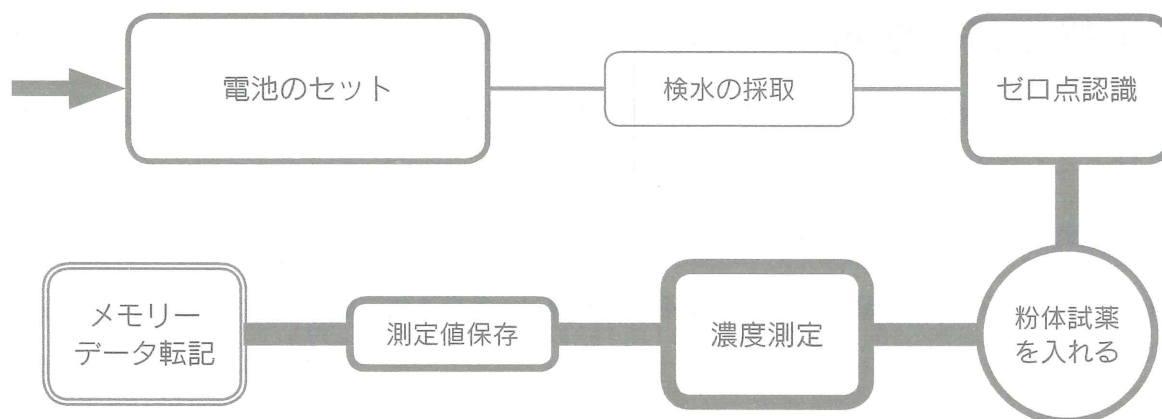 電池のセット
検水の採取
ゼロ点認識
粉体試薬
を入れる
濃度測定
測定値保存
メモリー
データ転記